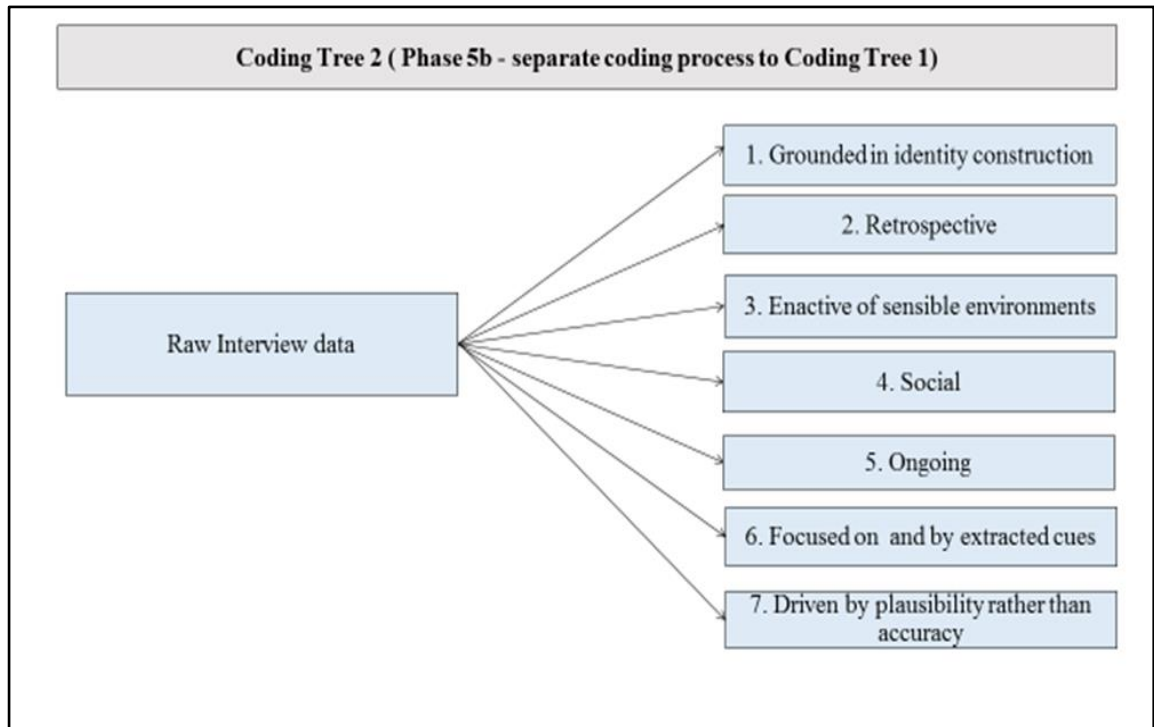 Coding Tree 2 ( Phase 5b - separate coding process to Coding Tree 1)
Raw Interview data
1. Grounded in identity construction
2. Retrospective
3. Enactive of sensible environments
4. Social
5. Ongoing
6. Focused on and by extracted cues
7. Driven by plausibility rather than
accuracy